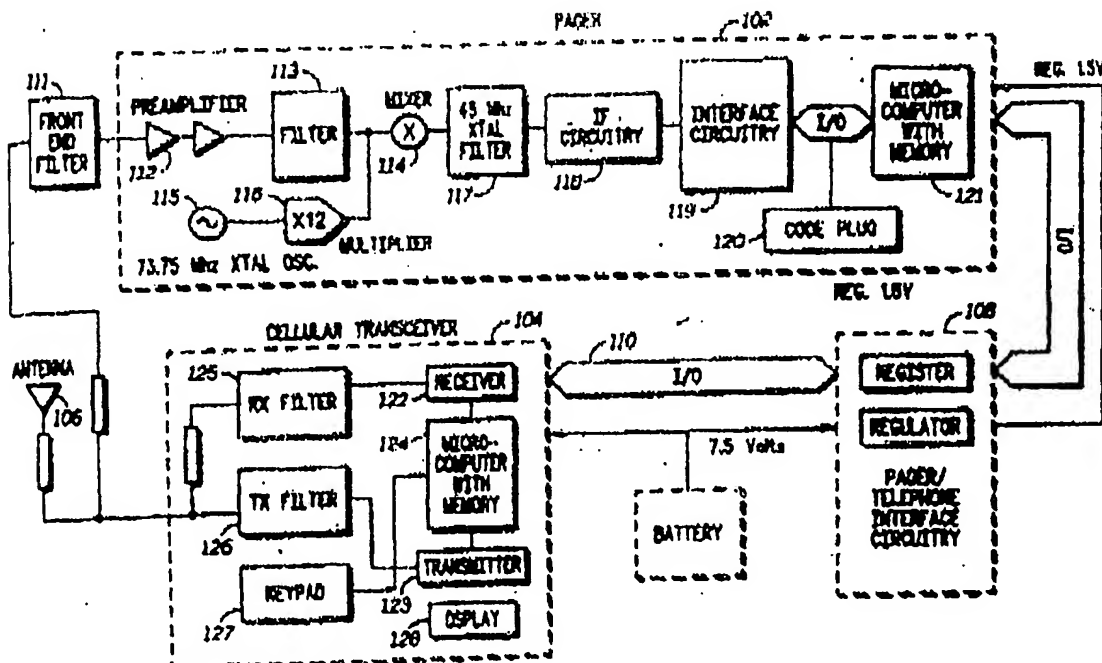 PAGER
102
111
FRONT
END
FILTER
PREAMPLIFIER
112
113
FILTER
MIXER
X
114
45 Mhz
XTAL
FILTER
117
IF
CIRCUITRY
118
INTERFACE
CIRCUITRY
119
I/O
MICRO-
COMPUTER
WITH
MEMORY
121
REG. 1.5V
115
116
X12
MULTIPLIER
73.75 Mhz XTAL OSC.
120
CODE PLUG
I/O
REG. 1.5V
CELLULAR TRANSCEIVER
104
ANTENNA
106
125
RX FILTER
RECEIVER
122
124
MICRO-
COMPUTER
WITH
MEMORY
TX FILTER
126
TRANSMITTER
123
KEYPAD
127
DSPLAY
128
110
I/O
7.5 Volts
BATTERY
108
REGISTER
REGULATOR
PAGER/
TELEPHONE
INTERFACE
CIRCUITRY